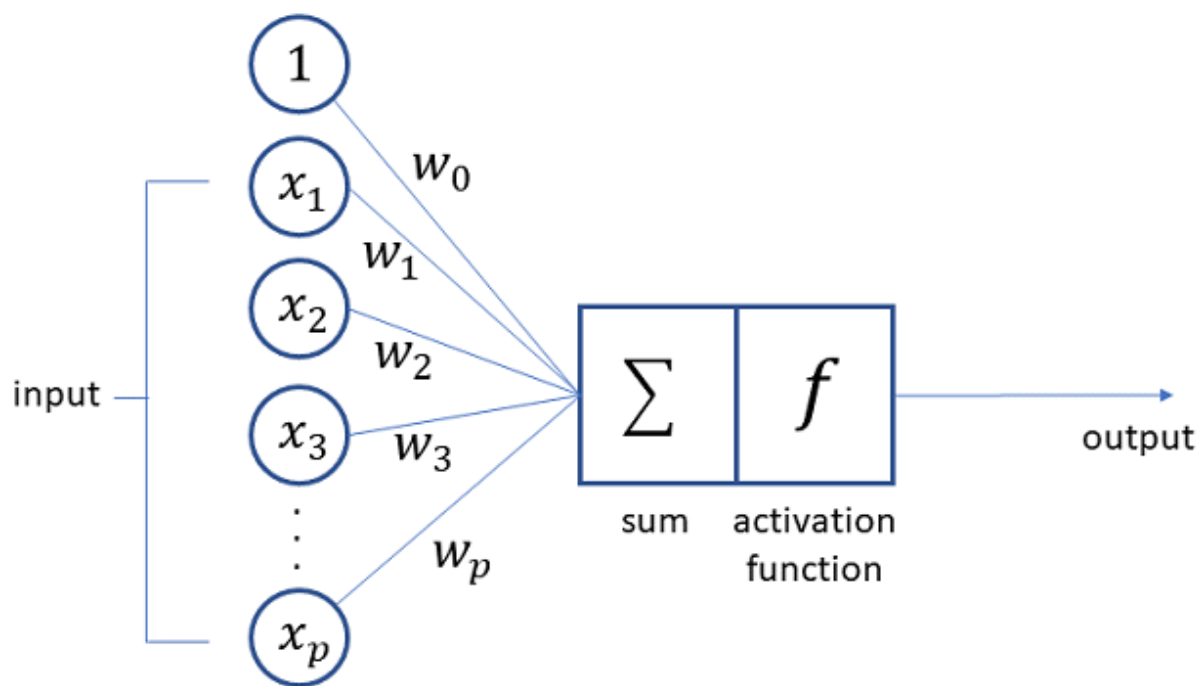 1
x₁
x₂
x₃
.
.
.
.
xₚ
input
w₀
w₁
w₂
w₃
wₚ
∑
f
sum
activation
function
output